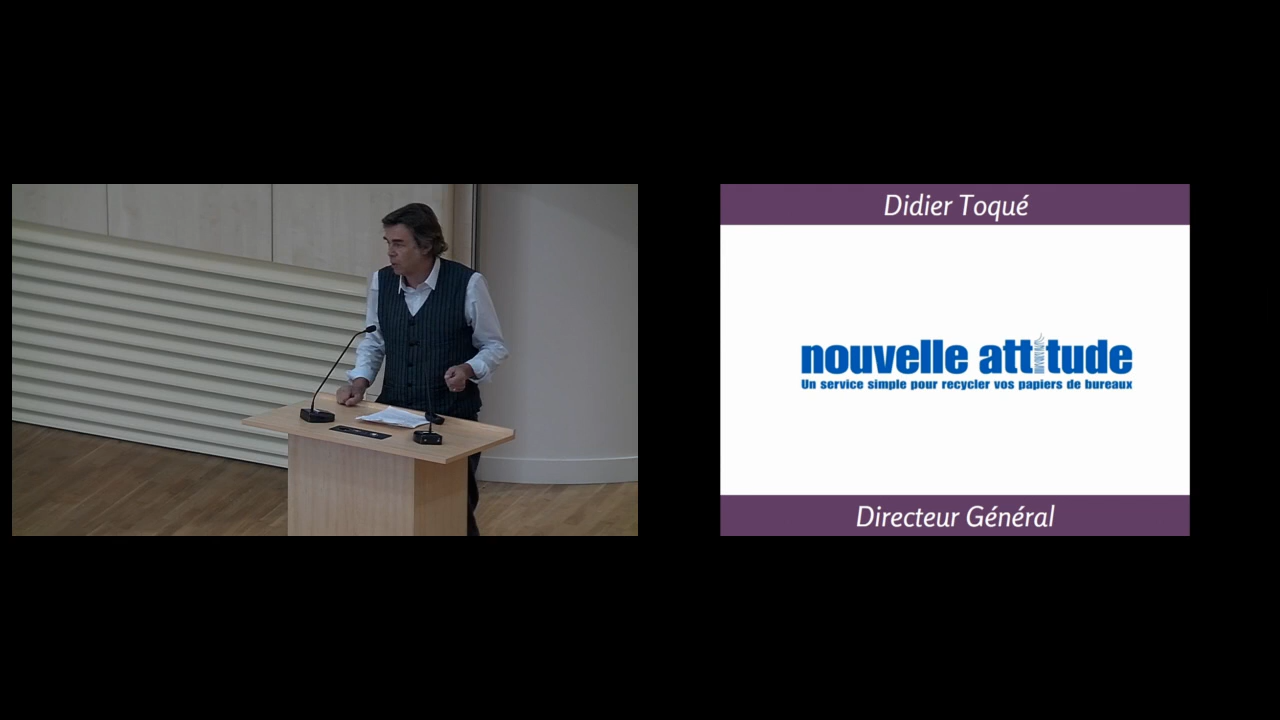 Didier Toqué
nouvelle attitude
Un service simple pour recycler vos papiers de bureaux
Directeur Général